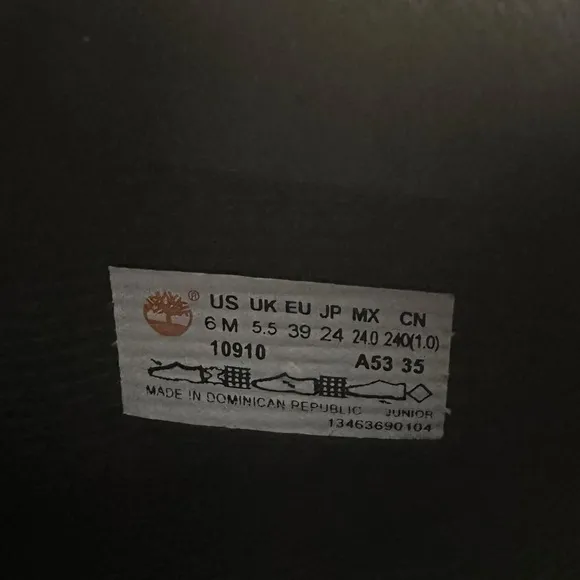 ® US UK EU JP MX CN
6 M 5.5 39 24 24.0 240(1.0)
10910 A53 35
MADE IN DOMINICAN REPUBLIC JUNIOR
13463690104